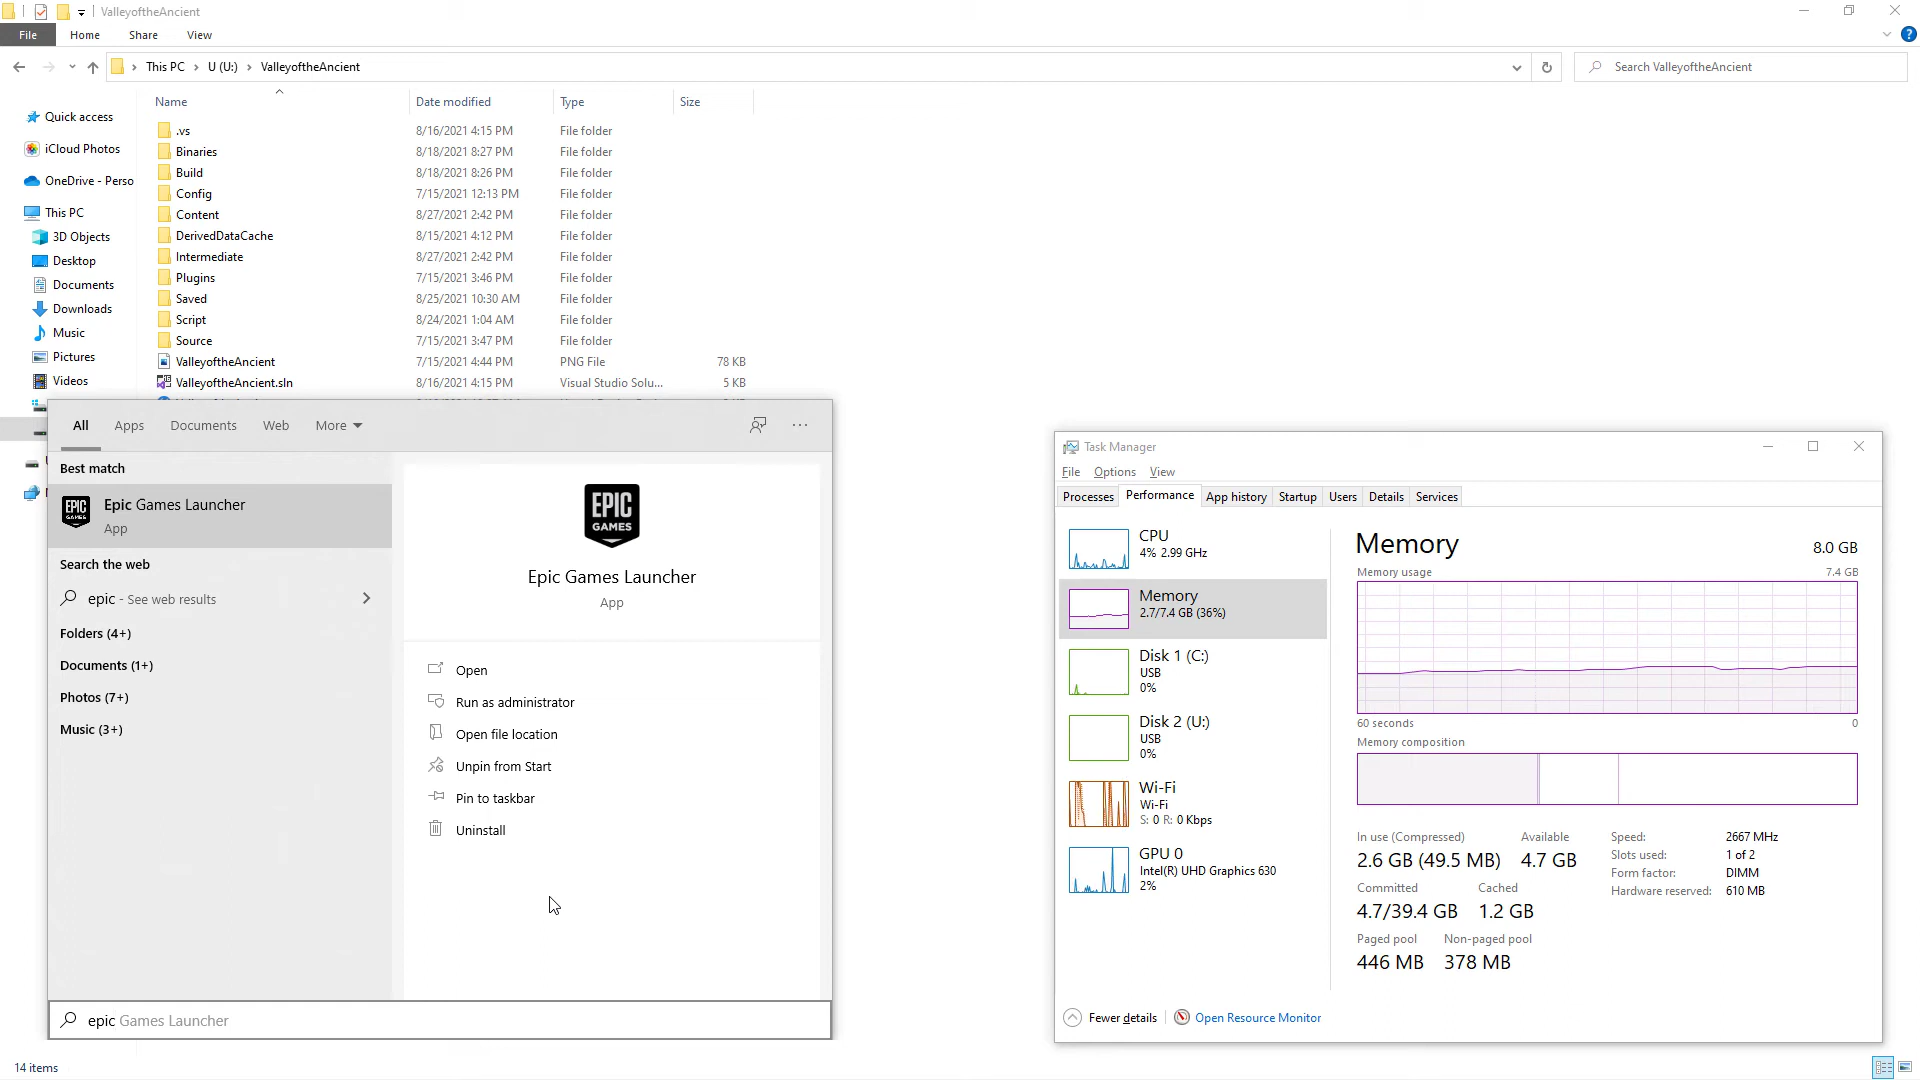 ValleyoftheAncient
File Home Share View
This PC U (U:) ValleyoftheAncient
Search ValleyoftheAncient
Name Date modified Type Size
.vs 8/16/2021 4:15 PM File folder
Binaries 8/18/2021 8:27 PM File folder
Build 8/18/2021 8:26 PM File folder
Config 7/15/2021 12:13 PM File folder
Content 8/27/2021 2:42 PM File folder
DerivedDataCache 8/15/2021 4:12 PM File folder
Intermediate 8/27/2021 2:42 PM File folder
Plugins 7/15/2021 3:46 PM File folder
Saved 8/25/2021 10:30 AM File folder
Script 8/24/2021 1:04 AM File folder
Source 7/15/2021 3:47 PM File folder
ValleyoftheAncient 7/15/2021 4:44 PM PNG File 78 KB
ValleyoftheAncient.sln 8/16/2021 4:15 PM Visual Studio Solu... 5 KB
Quick access
iCloud Photos
OneDrive - Perso
This PC
3D Objects
Desktop
Documents
Downloads
Music
Pictures
Videos
All Apps Documents Web More
Best match
Epic Games Launcher
App
Search the web
epic - See web results
Folders (4+)
Documents (1+)
Photos (7+)
Music (3+)
EPIC
GAMES
Epic Games Launcher
App
Open
Run as administrator
Open file location
Unpin from Start
Pin to taskbar
Uninstall
epic Games Launcher
14 items
Task Manager
File Options View
Processes Performance App history Startup Users Details Services
CPU
4% 2.99 GHz
Memory
2.7/7.4 GB (36%)
Disk 1 (C:)
USB
0%
Disk 2 (U:)
USB
0%
Wi-Fi
Wi-Fi
S: 0 R: 0 Kbps
GPU 0
Intel(R) UHD Graphics 630
2%
Memory 8.0 GB
Memory usage 7.4 GB
60 seconds 0
Memory composition
In use (Compressed) Available
2.6 GB (49.5 MB) 4.7 GB
Committed Cached
4.7/39.4 GB 1.2 GB
Paged pool Non-paged pool
446 MB 378 MB
Speed: 2667 MHz
Slots used: 1 of 2
Form factor: DIMM
Hardware reserved: 610 MB
Fewer details Open Resource Monitor